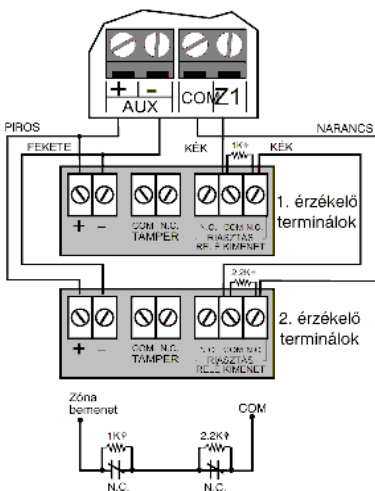 + -
AUX
COM Z1
PIROS
NARANCS
FEKETE
KÉK
1K
KÉK
+ -
COM N.C.
TAMPER
N.C. COM N.C.
RIASZTÁS
RELÉ KIMENET
1. érzékelő
terminálok
2.2K
+ -
COM N.C.
TAMPER
N.C. COM N.C.
RIASZTÁS
RELÉ KIMENET
2. érzékelő
terminálok
Zóna
bemenet
COM
1K
2.2K
N.C.
N.C.